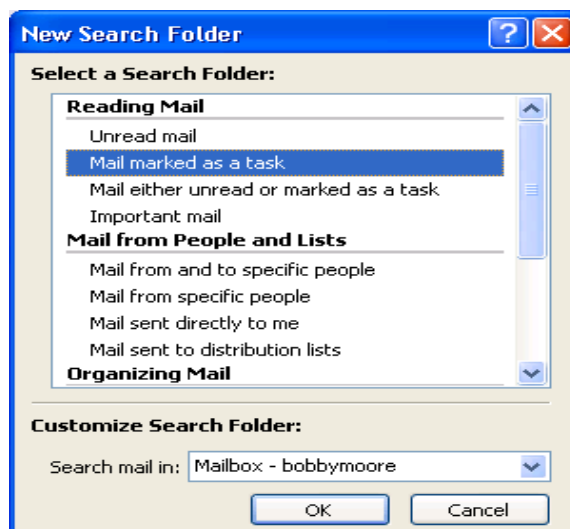 New Search Folder
Select a Search Folder:
Reading Mail
Unread mail
Mail marked as a task
Mail either unread or marked as a task
Important mail
Mail from People and Lists
Mail from and to specific people
Mail from specific people
Mail sent directly to me
Mail sent to distribution lists
Organizing Mail
Customize Search Folder:
Search mail in: Mailbox - bobbymoore
OK Cancel